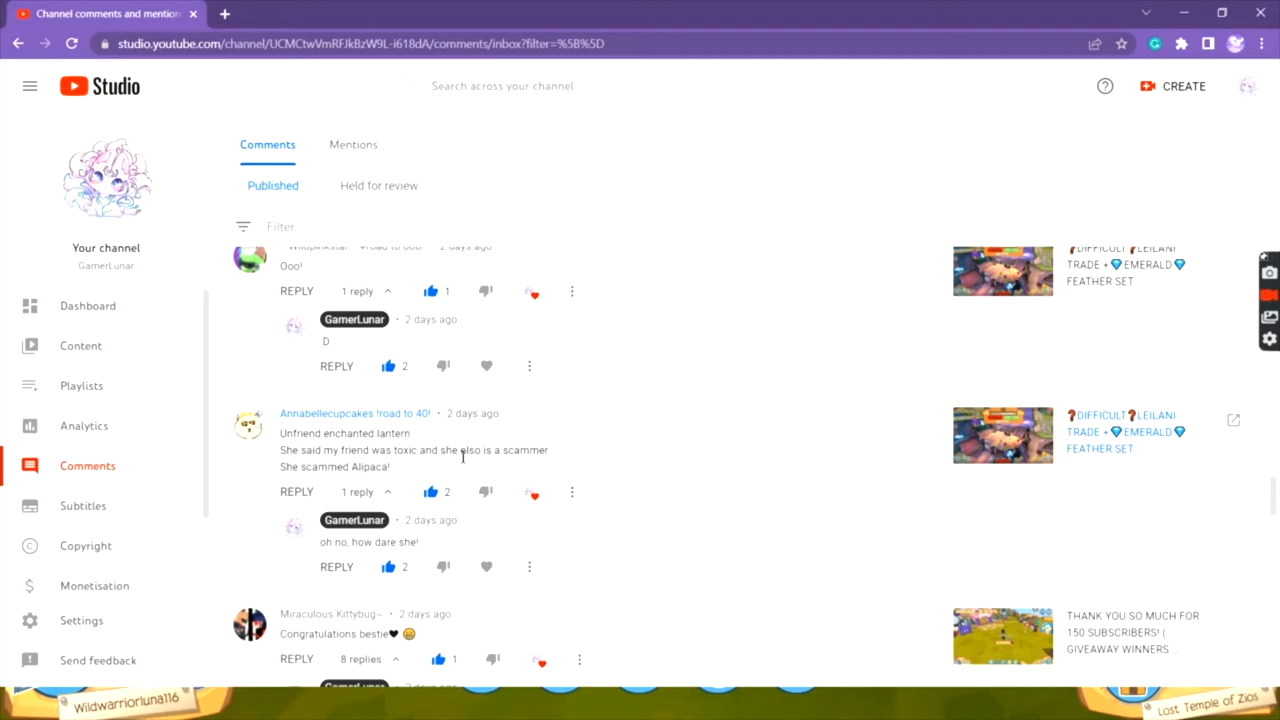 Channel comments and mention
studio.youtube.com/channel/UCMCtwVmRFJkBzW9L-i618dA/comments/inbox?filter=%5B%5D
Studio
Search across your channel
CREATE
Your channel
GamerLunar
Dashboard
Content
Playlists
Analytics
Comments
Subtitles
Copyright
Monetisation
Settings
Send feedback
Comments Mentions
Published Held for review
Filter
2 days ago
Ooo!
REPLY 1 reply 1
GamerLunar · 2 days ago
:D
REPLY 2
DIFFICULT LEILANI
TRADE + EMERALD
FEATHER SET
Annabellecupcakes !road to 40! · 2 days ago
Unfriend enchanted lantern
She said my friend was toxic and she elso is a scammer
She scammed Alipaca!
REPLY 1 reply 2
GamerLunar · 2 days ago
oh no, how dare she!
REPLY 2
❓DIFFICULT❓LEILANI
TRADE +💎EMERALD💎
FEATHER SET
Miraculous Kittybug~ · 2 days ago
Congratulations bestie🖤 😁
REPLY 8 replies 1
GamerLunar
THANK YOU SO MUCH FOR
150 SUBSCRIBERS! (
GIVEAWAY WINNERS ...
Wildwarriorluna116
Lost Temple of Zios